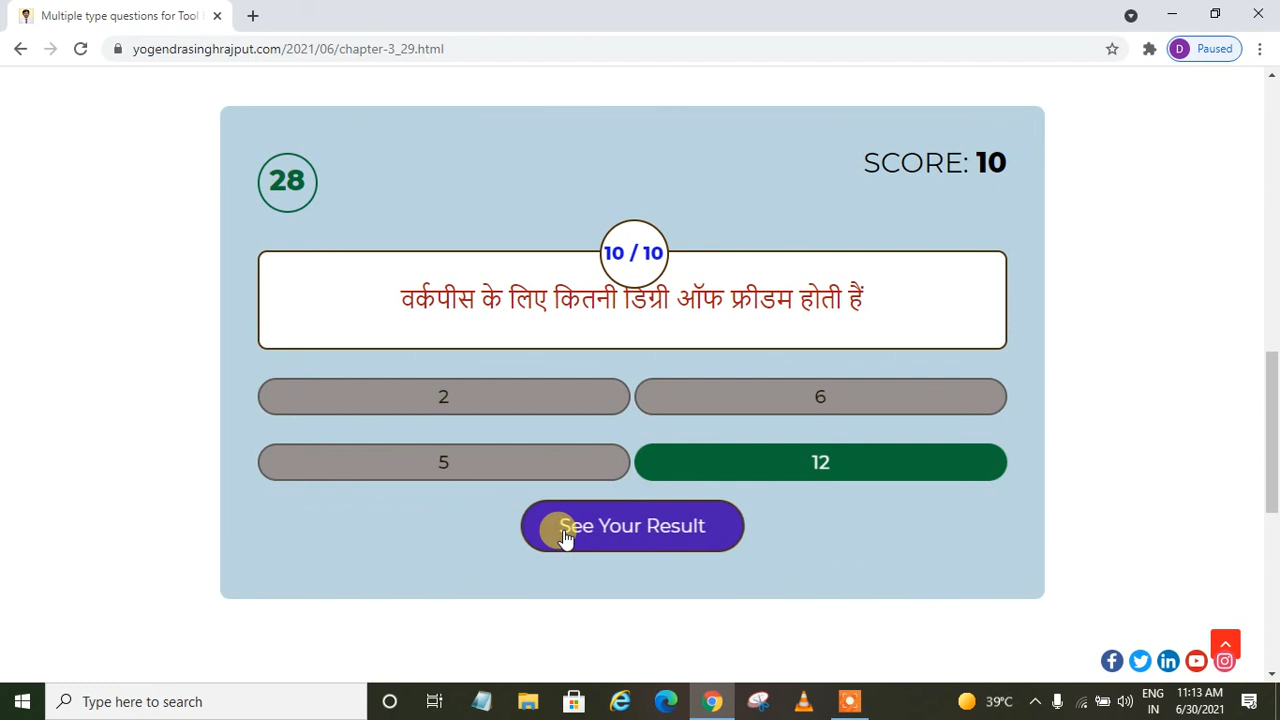 Multiple type questions for Tool
yogendrasinghrajput.com/2021/06/chapter-3_29.html
D Paused
28
SCORE: 10
10 / 10
वर्कपीस के लिए कितनी डिग्री ऑफ फ्रीडम होती हैं
2
6
5
12
See Your Result
Type here to search
39°C
ENG
IN
11:13 AM
6/30/2021